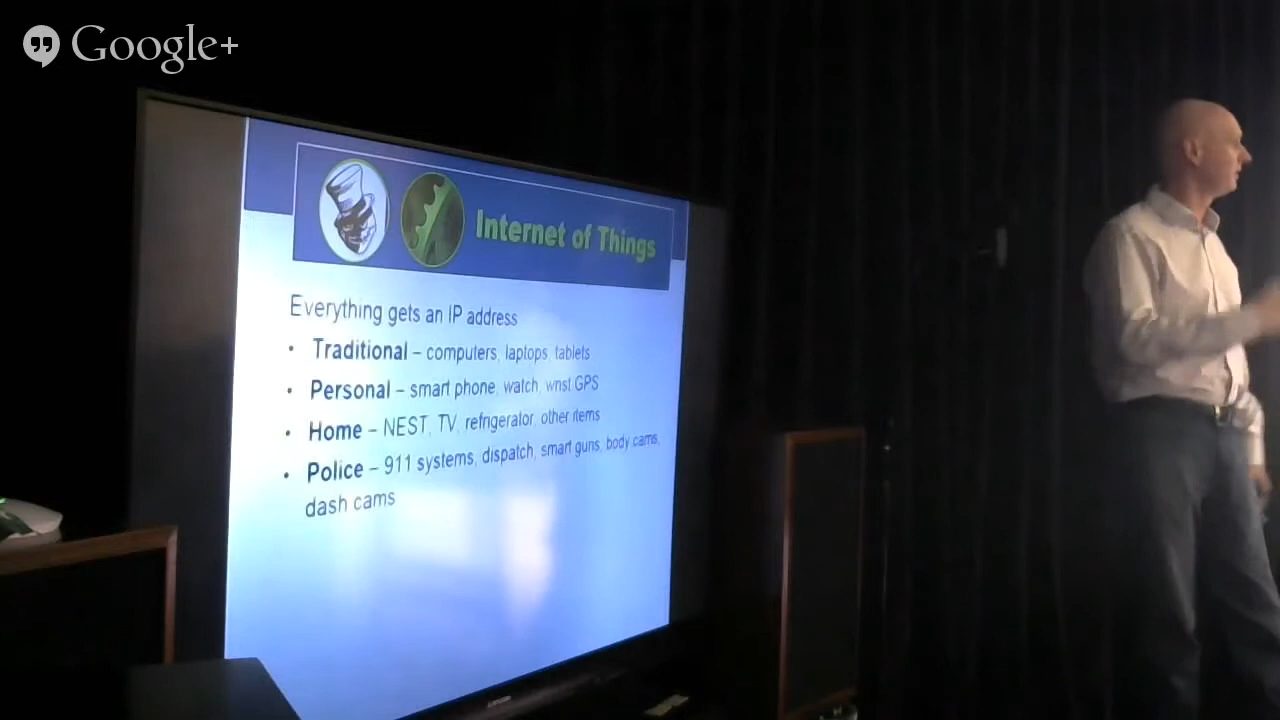 Google+
Internet of Things
Everything gets an IP address
• Traditional – computers, laptops, tablets
• Personal – smart phone, watch, wrist GPS
• Home – NEST, TV, refrigerator, other items
• Police – 911 systems, dispatch, smart guns, body cams,
dash cams